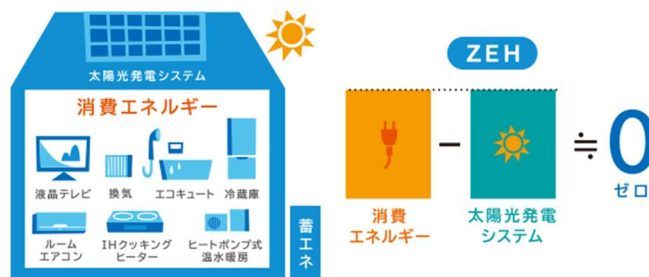 太陽光発電システム
消費エネルギー
液晶テレビ
換気
エコキュート
冷蔵庫
ルーム
エアコン
IHクッキング
ヒーター
ヒートポンプ式
温水暖房
蓄エネ
ZEH
− ≒ 0
ゼロ
消費
エネルギー
太陽光発電
システム